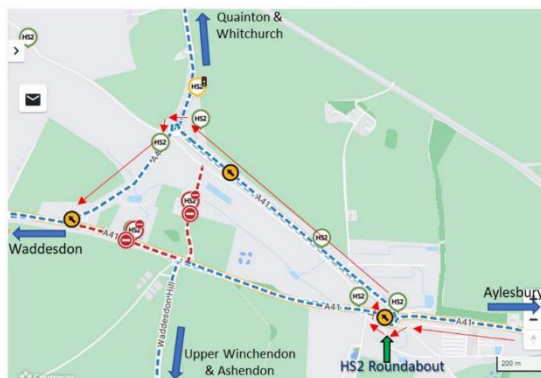 Quainton &
Whitchurch
HS2
HS2
HS2
HS2
A41
HS2
A41
HS2
Waddesdon
A41
HS2
Waddesdon Hill
HS2
HS2
Aylesbury
A41
Upper Winchendon
& Ashendon
HS2 Roundabout
200 m